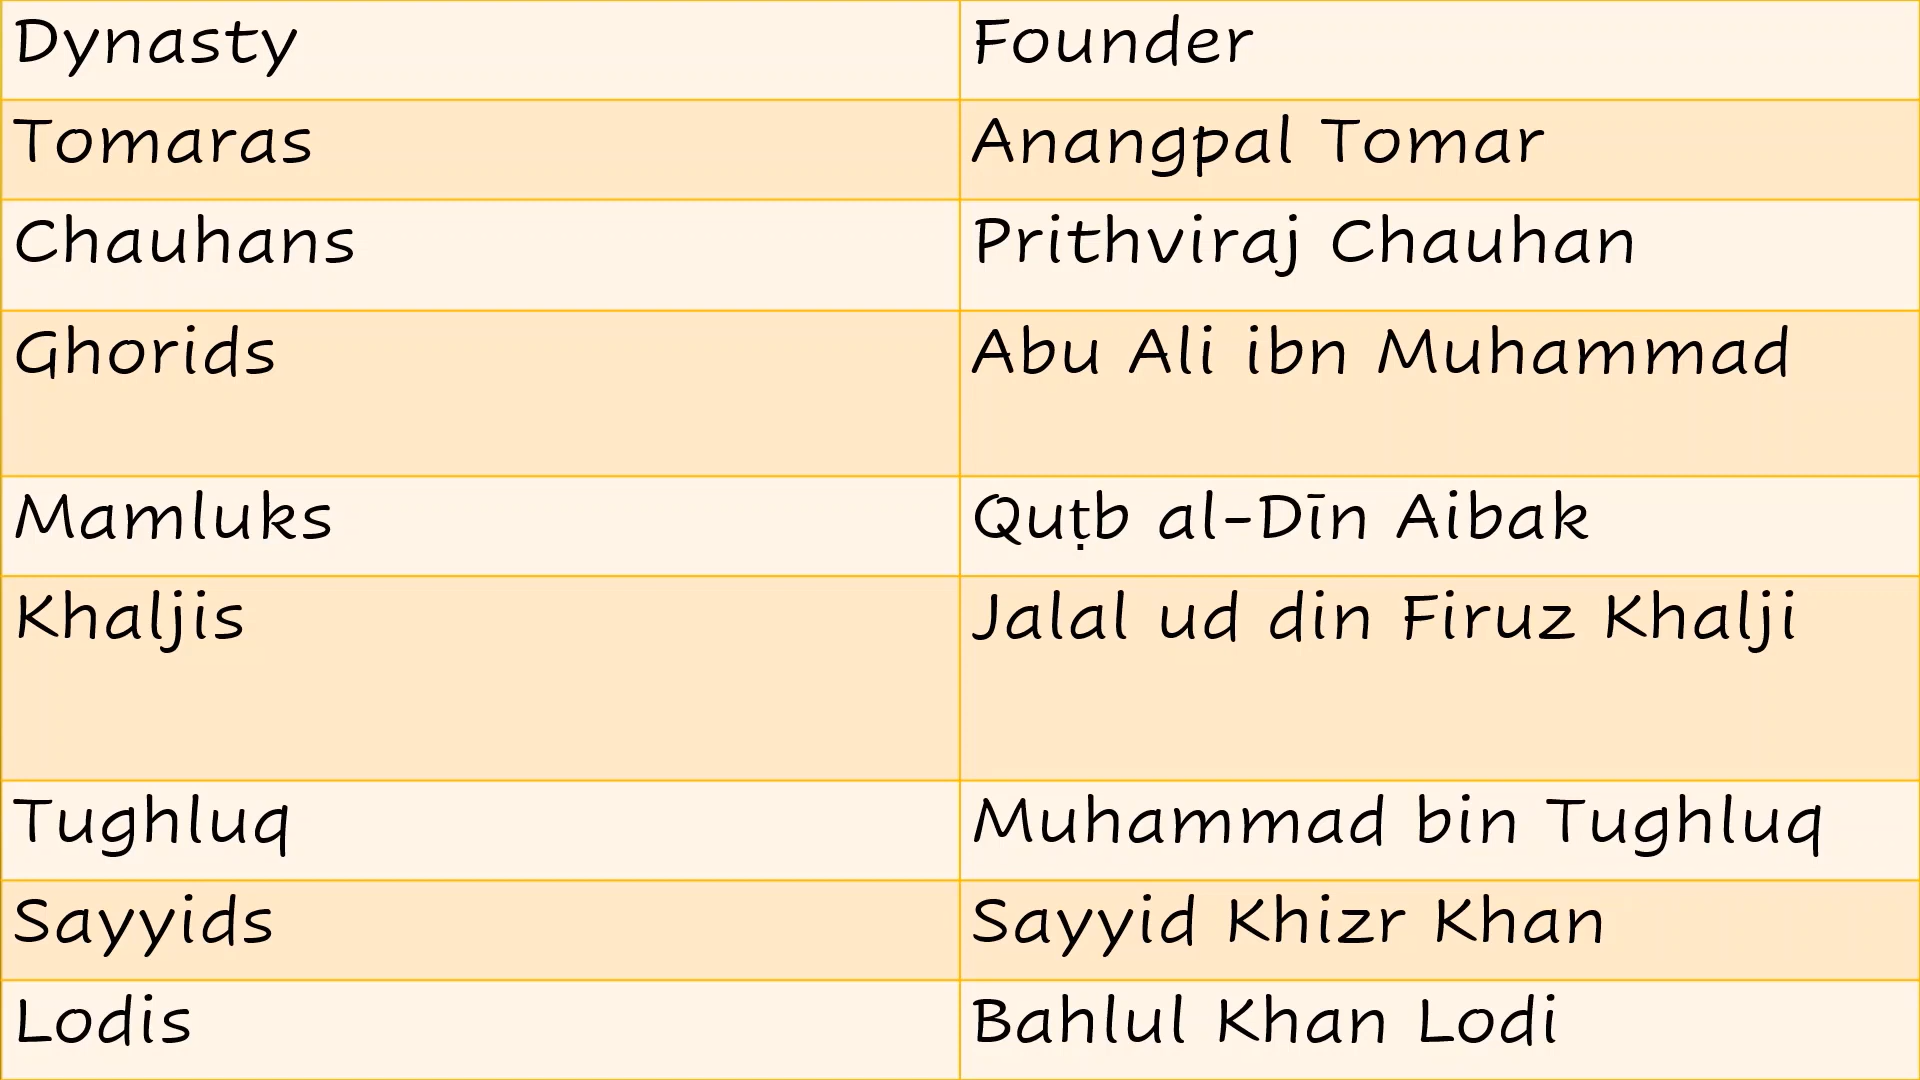 Dynasty Founder
Tomaras Anangpal Tomar
Chauhans Prithviraj Chauhan
Ghorids Abu Ali ibn Muhammad
Mamluks Quṭb al-Dīn Aibak
Khaljis Jalal ud din Firuz Khalji
Tughluq Muhammad bin Tughluq
Sayyids Sayyid Khizr Khan
Lodis Bahlul Khan Lodi